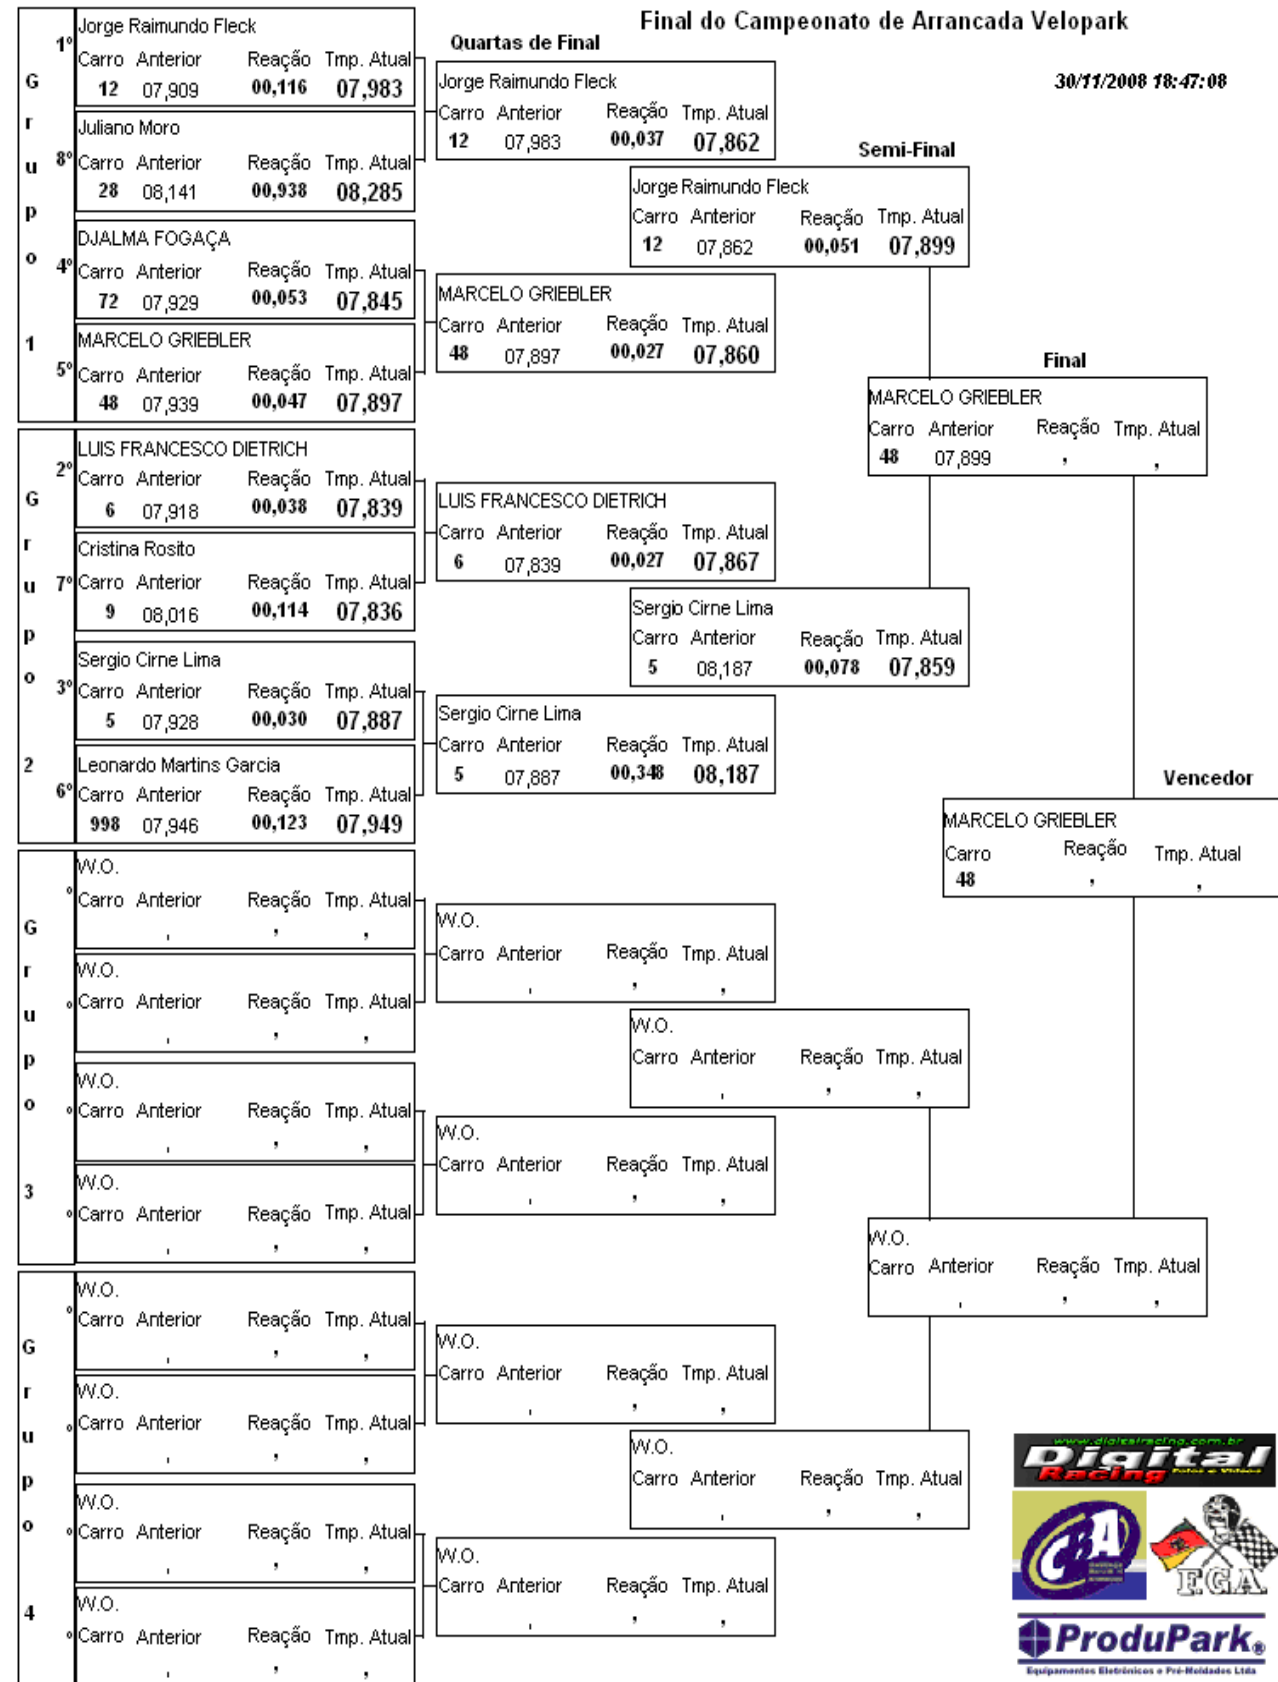 Final do Campeonato de Arrancada Velopark
30/11/2008 18:47:08
Grupo 1
1º
Jorge Raimundo Fleck
Carro Anterior Reação Tmp. Atual
12 07,909 00,116 07,983
8º
Juliano Moro
Carro Anterior Reação Tmp. Atual
28 08,141 00,938 08,285
4º
DJALMA FOGAÇA
Carro Anterior Reação Tmp. Atual
72 07,929 00,053 07,845
5º
MARCELO GRIEBLER
Carro Anterior Reação Tmp. Atual
48 07,939 00,047 07,897
Grupo 2
2º
LUIS FRANCESCO DIETRICH
Carro Anterior Reação Tmp. Atual
6 07,918 00,038 07,839
7º
Cristina Rosito
Carro Anterior Reação Tmp. Atual
9 08,016 00,114 07,836
3º
Sergio Cirne Lima
Carro Anterior Reação Tmp. Atual
5 07,928 00,030 07,887
6º
Leonardo Martins Garcia
Carro Anterior Reação Tmp. Atual
998 07,946 00,123 07,949
Grupo 3
º
W.O.
Carro Anterior Reação Tmp. Atual
, , ,
º
W.O.
Carro Anterior Reação Tmp. Atual
, , ,
º
W.O.
Carro Anterior Reação Tmp. Atual
, , ,
º
W.O.
Carro Anterior Reação Tmp. Atual
, , ,
Grupo 4
º
W.O.
Carro Anterior Reação Tmp. Atual
, , ,
º
W.O.
Carro Anterior Reação Tmp. Atual
, , ,
º
W.O.
Carro Anterior Reação Tmp. Atual
, , ,
º
W.O.
Carro Anterior Reação Tmp. Atual
, , ,
Quartas de Final
Jorge Raimundo Fleck
Carro Anterior Reação Tmp. Atual
12 07,983 00,037 07,862
MARCELO GRIEBLER
Carro Anterior Reação Tmp. Atual
48 07,897 00,027 07,860
LUIS FRANCESCO DIETRICH
Carro Anterior Reação Tmp. Atual
6 07,839 00,027 07,867
Sergio Cirne Lima
Carro Anterior Reação Tmp. Atual
5 07,887 00,348 08,187
W.O.
Carro Anterior Reação Tmp. Atual
, , ,
W.O.
Carro Anterior Reação Tmp. Atual
, , ,
W.O.
Carro Anterior Reação Tmp. Atual
, , ,
W.O.
Carro Anterior Reação Tmp. Atual
, , ,
Semi-Final
Jorge Raimundo Fleck
Carro Anterior Reação Tmp. Atual
12 07,862 00,051 07,899
Sergio Cirne Lima
Carro Anterior Reação Tmp. Atual
5 08,187 00,078 07,859
W.O.
Carro Anterior Reação Tmp. Atual
, , ,
W.O.
Carro Anterior Reação Tmp. Atual
, , ,
Final
MARCELO GRIEBLER
Carro Anterior Reação Tmp. Atual
48 07,899 , ,
W.O.
Carro Anterior Reação Tmp. Atual
, , ,
Vencedor
MARCELO GRIEBLER
Carro Reação Tmp. Atual
48 , ,
www.digitalracing.com.br
Digital
Racing Fotos e Vídeos
CBA
F.G.A.
ProduPark®
Equipamentos Eletrônicos e Pré-Moldados Ltda